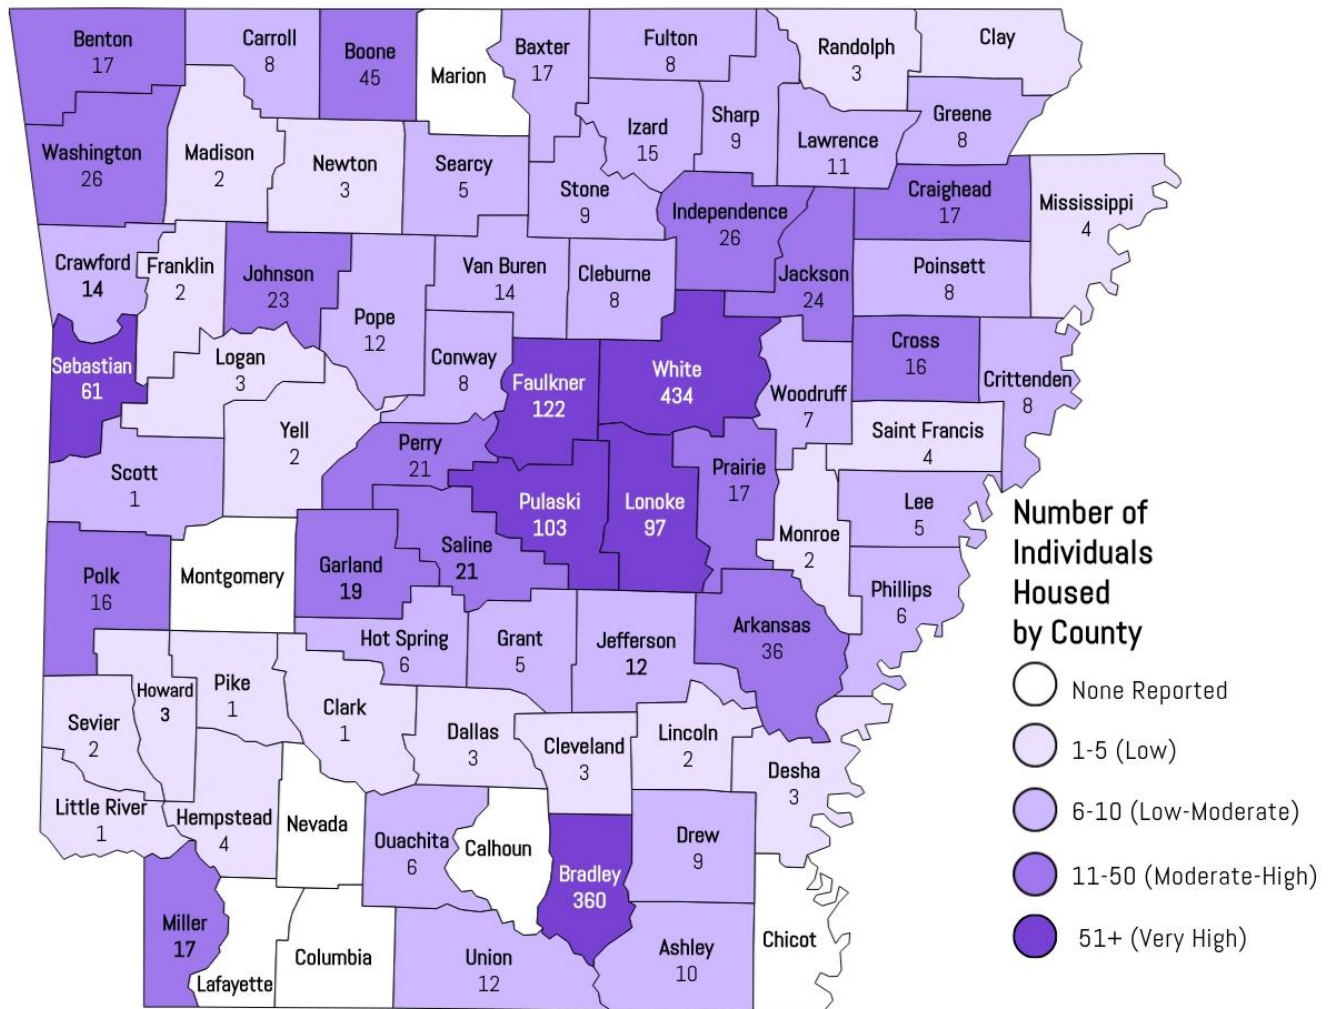 Benton
17
Carroll
8
Boone
45
Marion
Baxter
17
Fulton
8
Randolph
3
Clay
Washington
26
Madison
2
Newton
3
Searcy
5
Stone
9
Izard
15
Sharp
9
Lawrence
11
Greene
8
Craighead
17
Mississippi
4
Independence
26
Jackson
24
Poinsett
8
Crawford
14
Franklin
2
Johnson
23
Pope
12
Van Buren
14
Cleburne
8
Sebastian
61
Logan
3
Conway
8
Faulkner
122
White
434
Woodruff
7
Cross
16
Crittenden
8
Saint Francis
4
Scott
1
Yell
2
Perry
21
Pulaski
103
Lonoke
97
Prairie
17
Monroe
2
Lee
5
Phillips
6
Polk
16
Montgomery
Garland
19
Saline
21
Hot Spring
6
Grant
5
Jefferson
12
Arkansas
36
Howard
3
Pike
1
Clark
1
Sevier
2
Dallas
3
Cleveland
3
Lincoln
2
Desha
3
Little River
1
Hempstead
4
Nevada
Ouachita
6
Calhoun
Bradley
360
Drew
9
Miller
17
Lafayette
Columbia
Union
12
Ashley
10
Chicot
Number of
Individuals
Housed
by County
None Reported
1-5 (Low)
6-10 (Low-Moderate)
11-50 (Moderate-High)
51+ (Very High)